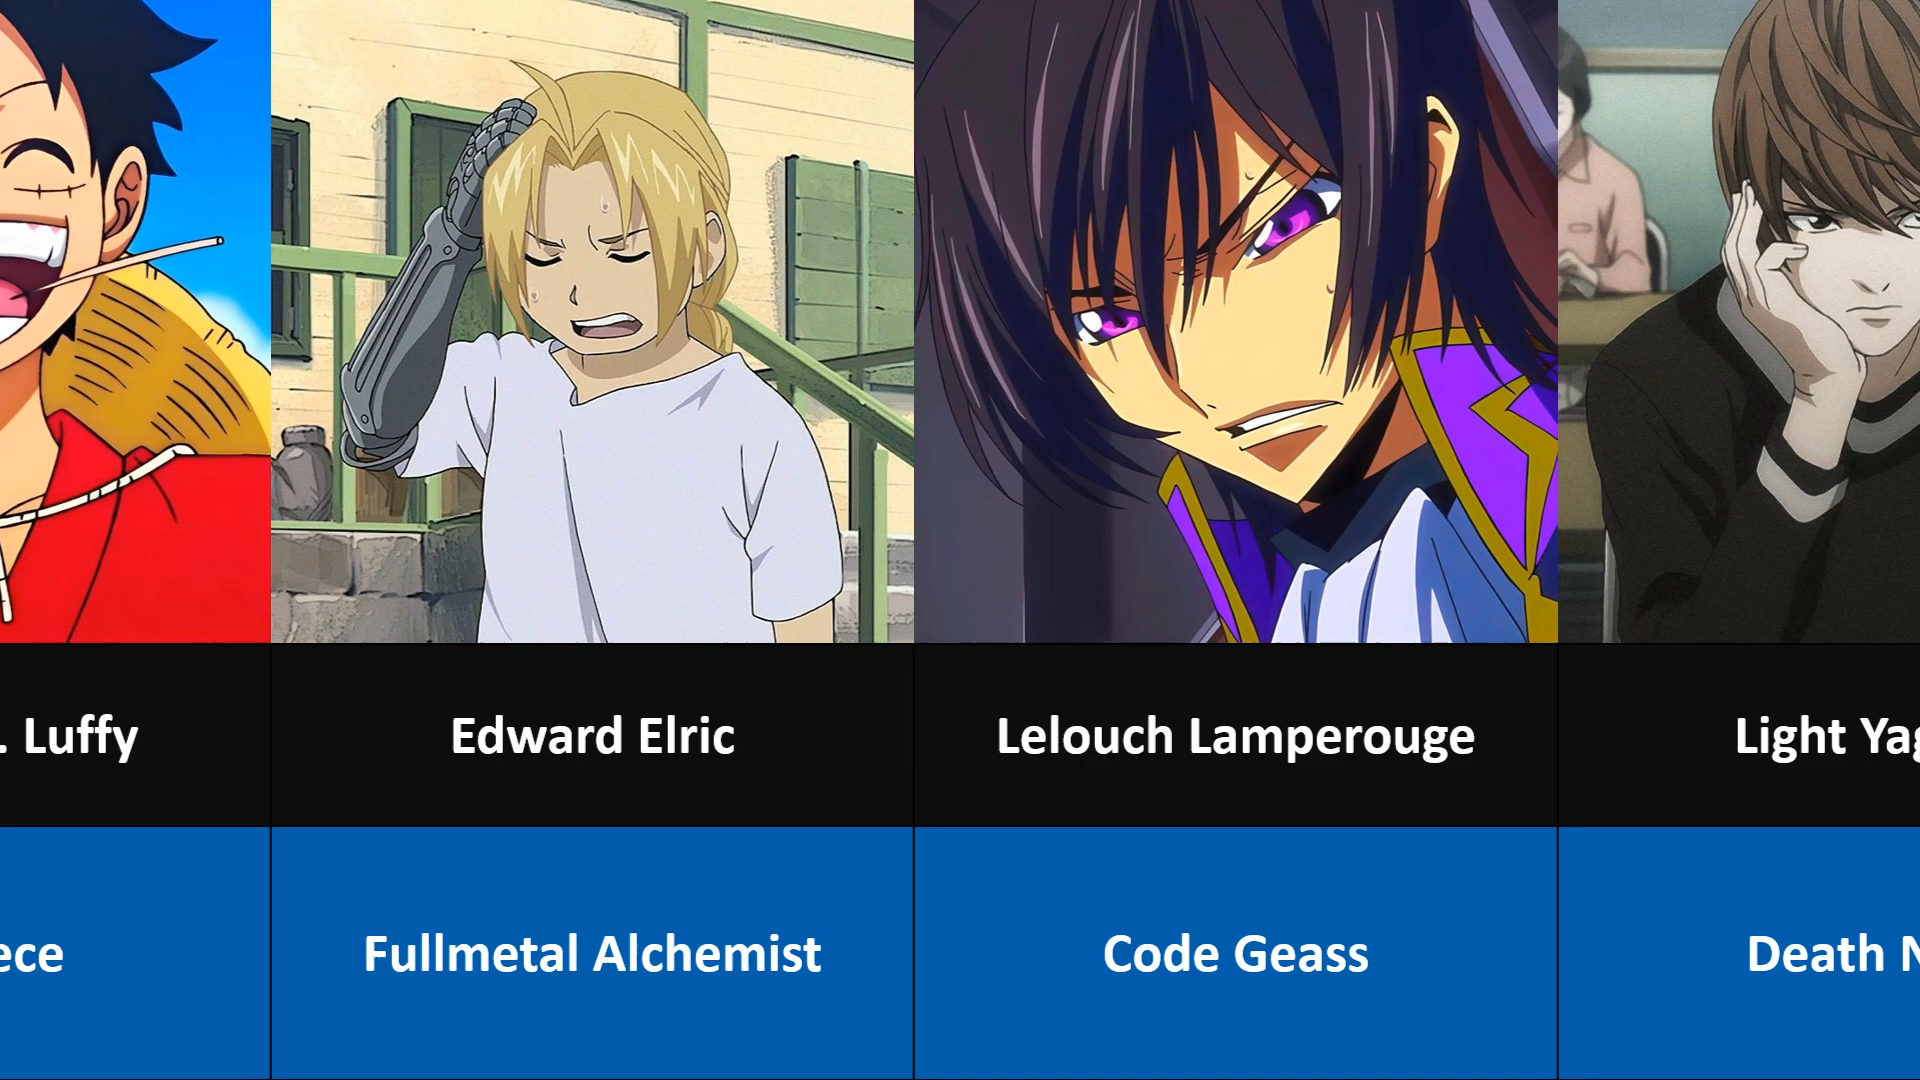 . Luffy
Edward Elric
Lelouch Lamperouge
Light Yag
ece
Fullmetal Alchemist
Code Geass
Death N